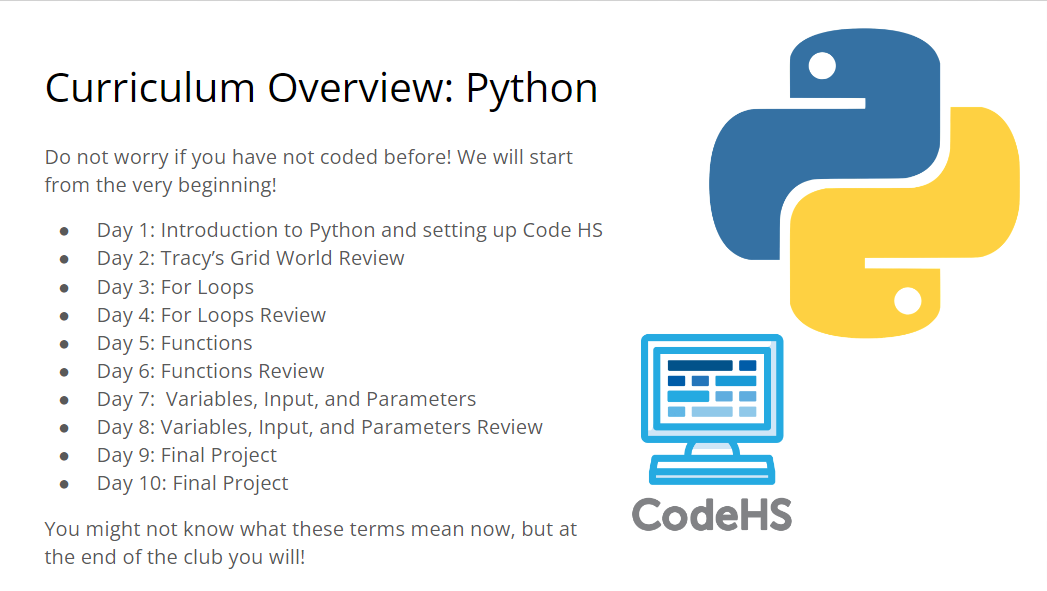 Curriculum Overview: Python
Do not worry if you have not coded before! We will start
from the very beginning!
● Day 1: Introduction to Python and setting up Code HS
● Day 2: Tracy’s Grid World Review
● Day 3: For Loops
● Day 4: For Loops Review
● Day 5: Functions
● Day 6: Functions Review
● Day 7:  Variables, Input, and Parameters
● Day 8: Variables, Input, and Parameters Review
● Day 9: Final Project
● Day 10: Final Project
CodeHS
You might not know what these terms mean now, but at
the end of the club you will!